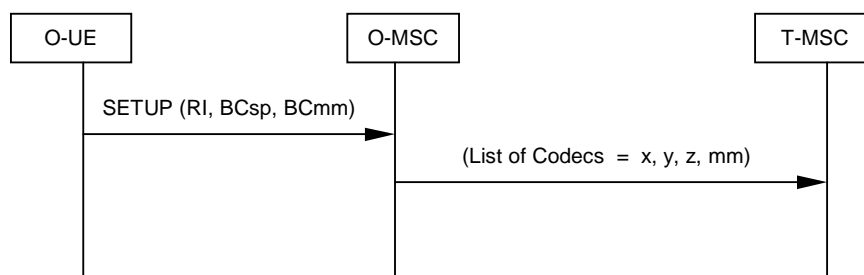 O-UE
O-MSC
T-MSC
SETUP (RI, BCsp, BCmm)
(List of Codecs = x, y, z, mm)